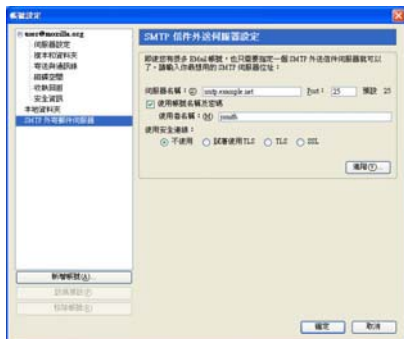 帳號設定
user@mozilla.org
伺服器設定
複本和資料夾
寄送與通訊錄
磁碟空間
收執回函
安全資訊
本地資料夾
SMTP 外寄郵件伺服器
新增帳號(A)...
設為預設(E)
移除帳號(R)
SMTP 信件外送伺服器設定
即使您有很多 EMail 帳號，也只需要指定一個 SMTP 外送信件伺服器就可以
了。請輸入你最想用的 SMTP 伺服器位址：
伺服器名稱：(S) smtp.example.net Port： 25 預設: 25
使用帳號名稱及密碼
使用者名稱：(M)
使用安全連線：
不使用 試著使用TLS TLS SSL
進階(V)...
確定 取消